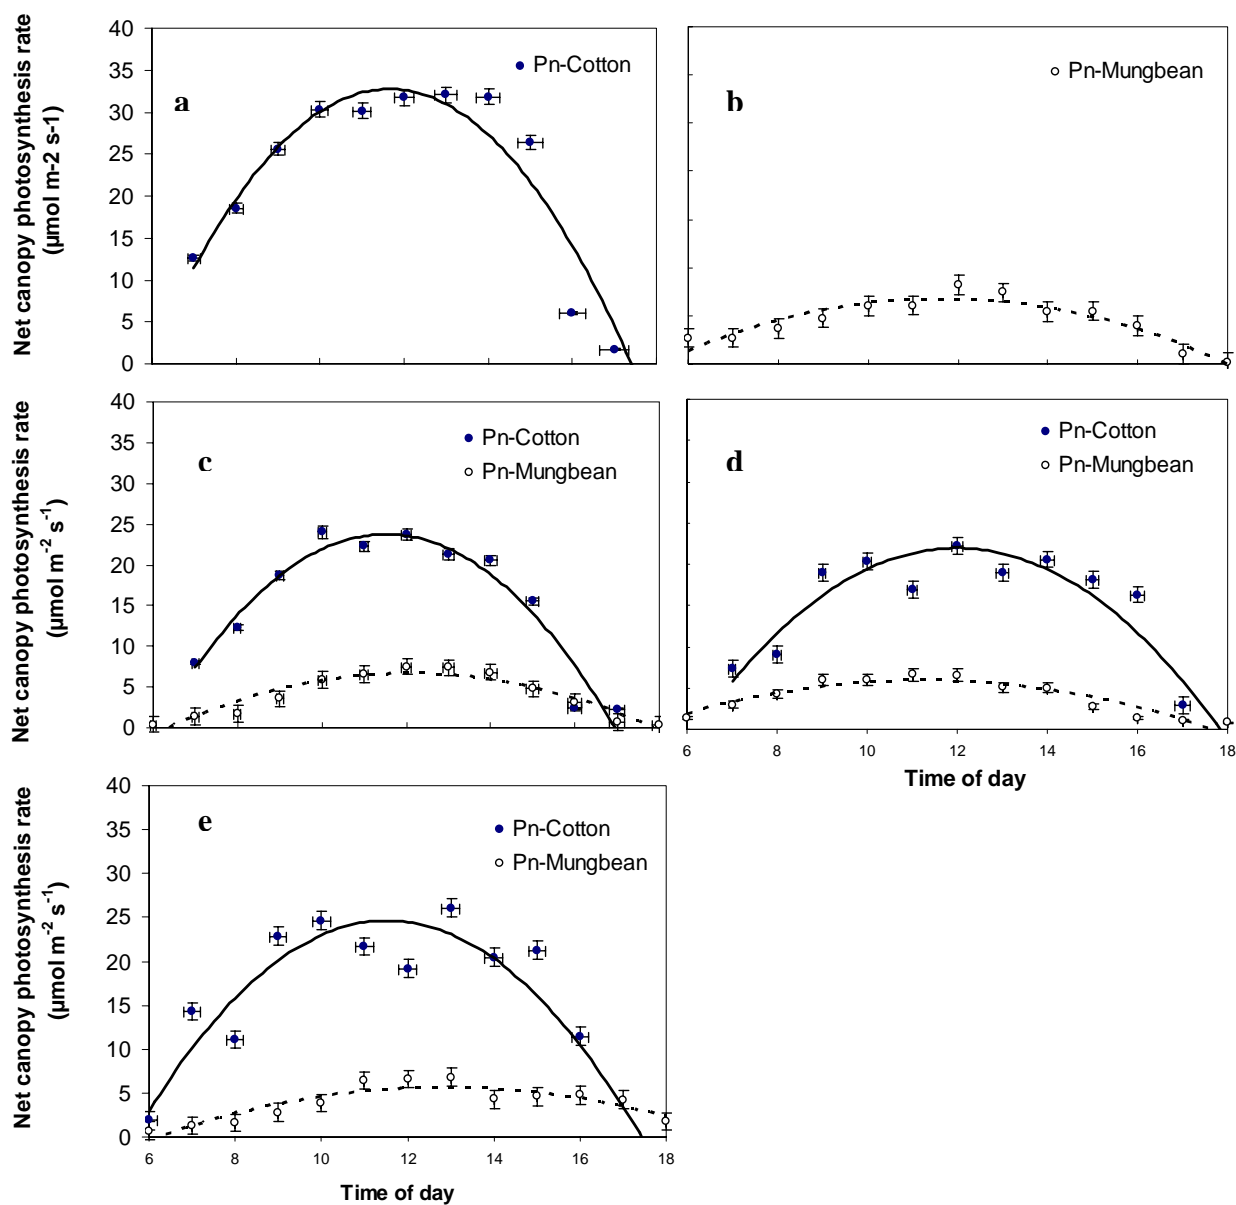 Net canopy photosynthesis rate
(µmol m-2 s-1)
40
35
30
25
20
15
10
5
0
a
Pn-Cotton
b
Pn-Mungbean
Net canopy photosynthesis rate
(µmol m⁻² s⁻¹)
40
35
30
25
20
15
10
5
0
c
Pn-Cotton
Pn-Mungbean
d
Pn-Cotton
Pn-Mungbean
6 8 10 12 14 16 18
Time of day
Net canopy photosynthesis rate
(µmol m⁻² s⁻¹)
40
35
30
25
20
15
10
5
0
e
Pn-Cotton
Pn-Mungbean
6 8 10 12 14 16 18
Time of day